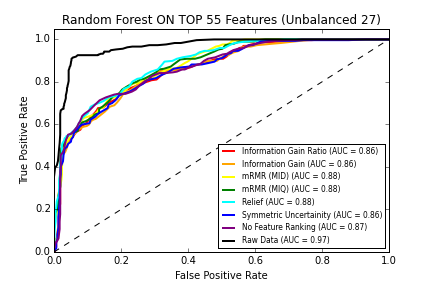 Random Forest ON TOP 55 Features (Unbalanced 27)
1.0
0.8
0.6
0.4
0.2
0.0
True Positive Rate
Information Gain Ratio (AUC = 0.86)
Information Gain (AUC = 0.86)
mRMR (MID) (AUC = 0.88)
mRMR (MIQ) (AUC = 0.88)
Relief (AUC = 0.88)
Symmetric Uncertainity (AUC = 0.86)
No Feature Ranking (AUC = 0.87)
Raw Data (AUC = 0.97)
0.0 0.2 0.4 0.6 0.8 1.0
False Positive Rate